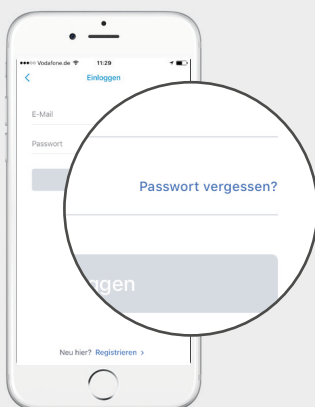 Vodafone.de 11:29
Einloggen
E-Mail
Passwort
Passwort vergessen?
ggen
Neu hier? Registrieren >